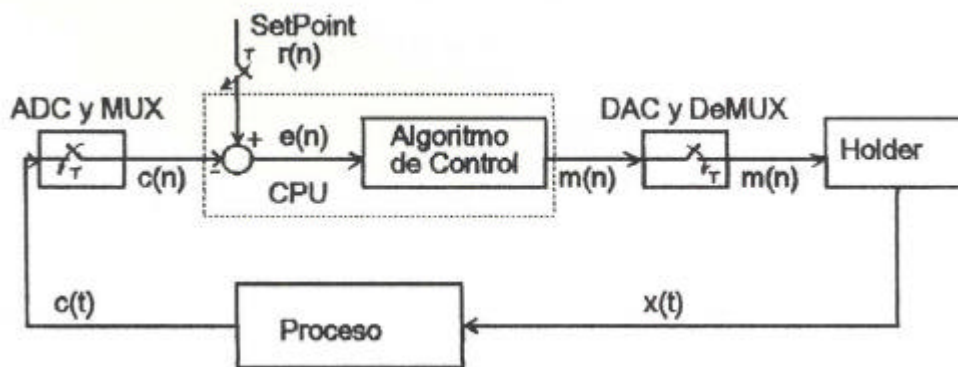 SetPoint
T
r(n)
ADC y MUX
DAC y DeMUX
+
e(n)
Algoritmo
de Control
Holder
T
c(n)
-
CPU
m(n)
T
m(n)
c(t)
x(t)
Proceso